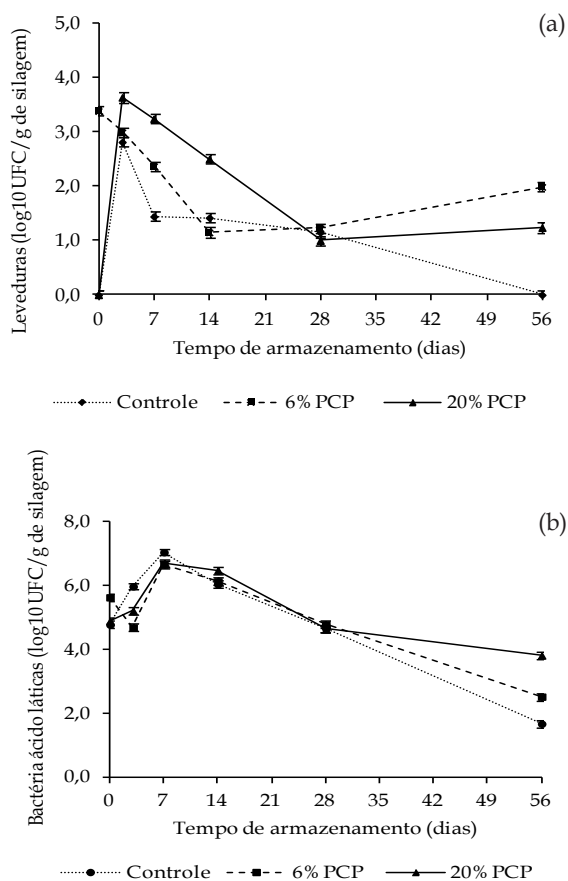 (a)
Leveduras (log10 UFC/g de silagem)
5,0
4,0
3,0
2,0
1,0
0,0
0 7 14 21 28 35 42 49 56
Tempo de armazenamento (dias)
Controle 6% PCP 20% PCP
(b)
Bactéria ácido láticas (log10 UFC/g de silagem)
8,0
6,0
4,0
2,0
0,0
0 7 14 21 28 35 42 49 56
Tempo de armazenamento (dias)
Controle 6% PCP 20% PCP